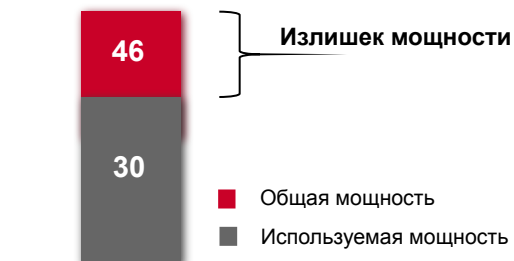 Излишек мощности
46
30
Общая мощность
Используемая мощность